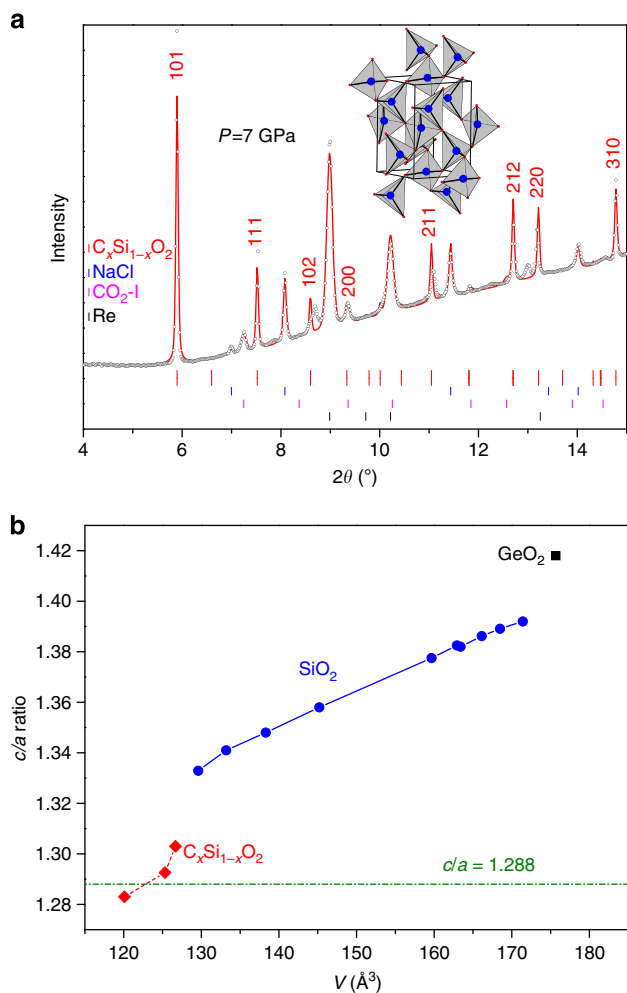 a
101
P=7 GPa
111
102
200
211
212
220
310
Intensity
CₓSi₁₋ₓO₂
NaCl
CO₂-I
Re
4
6
8
10
12
14
2θ (°)
b
1.42
1.40
1.38
1.36
1.34
1.32
1.30
1.28
c/a ratio
GeO₂
SiO₂
CₓSi₁₋ₓO₂
c/a = 1.288
120
130
140
150
160
170
180
V (Å³)